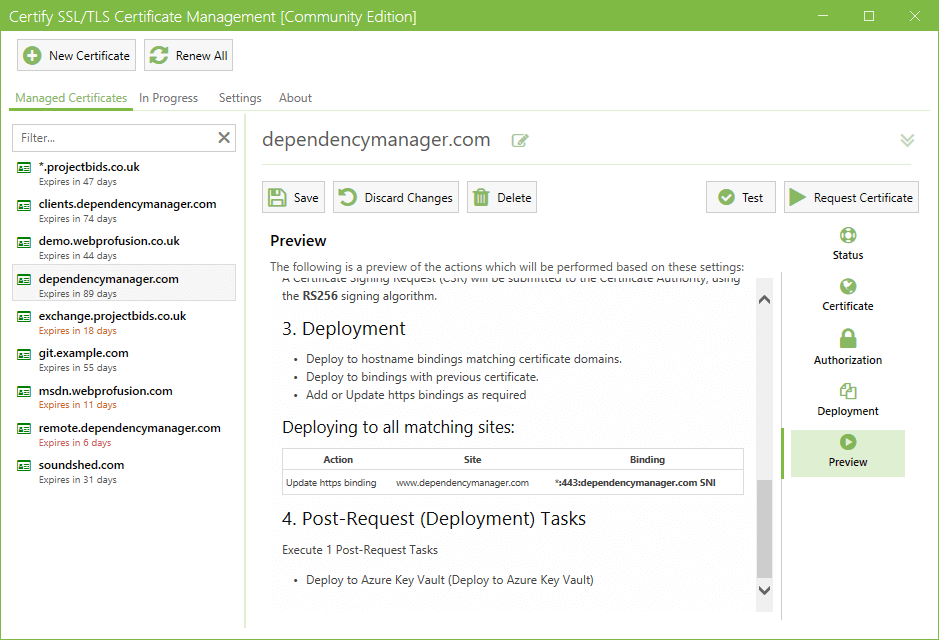 Certify SSL/TLS Certificate Management [Community Edition]
New Certificate
Renew All
Managed Certificates
In Progress
Settings
About
Filter...
*.projectbids.co.uk
Expires in 47 days
clients.dependencymanager.com
Expires in 74 days
demo.webprofusion.co.uk
Expires in 44 days
dependencymanager.com
Expires in 89 days
exchange.projectbids.co.uk
Expires in 18 days
git.example.com
Expires in 55 days
msdn.webprofusion.com
Expires in 11 days
remote.dependencymanager.com
Expires in 6 days
soundshed.com
Expires in 31 days
dependencymanager.com
Save
Discard Changes
Delete
Test
Request Certificate
Preview
The following is a preview of the actions which will be performed based on these settings:
A Certificate Signing Request (CSR) will be submitted to the Certificate Authority, using
the RS256 signing algorithm.
3. Deployment
• Deploy to hostname bindings matching certificate domains.
• Deploy to bindings with previous certificate.
• Add or Update https bindings as required
Deploying to all matching sites:
Action Site Binding
Update https binding www.dependencymanager.com *:443:dependencymanager.com SNI
4. Post-Request (Deployment) Tasks
Execute 1 Post-Request Tasks
• Deploy to Azure Key Vault (Deploy to Azure Key Vault)
Status
Certificate
Authorization
Deployment
Preview